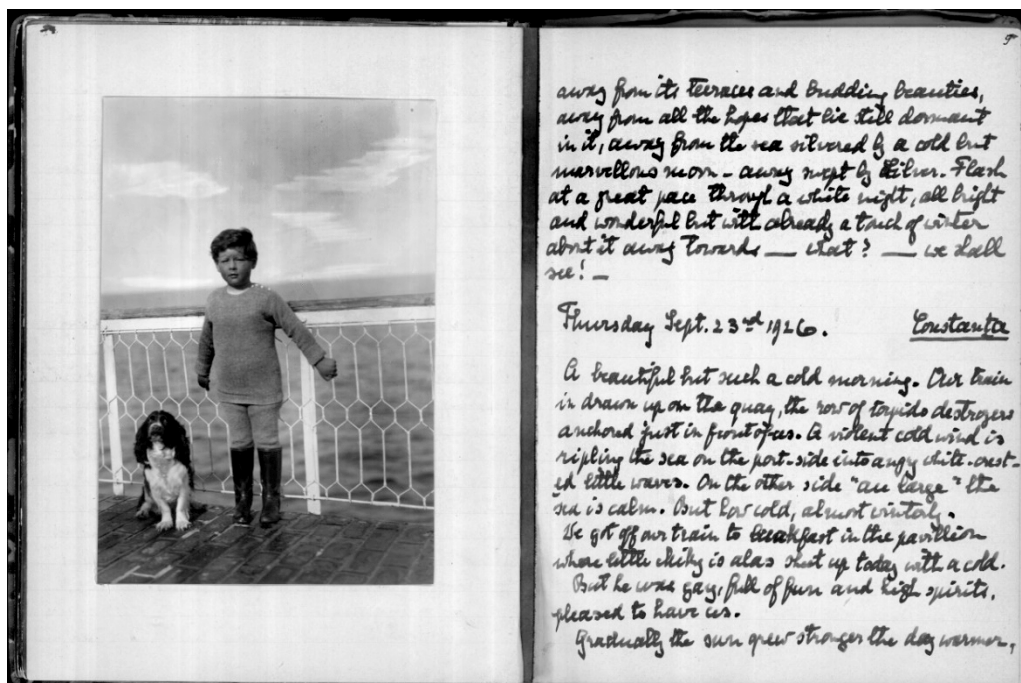 away from its terraces and budding beauties,
away from all the hopes that lie still dormant
in it, away from the sea silvered by a cold but
marvellous moon - away swept by Silver. Flash
at a great pace through a white night, all bright
and wonderful but with already a touch of winter
about it away towards — what? — we shall
see! —
Thursday Sept. 23rd 1926. Constantza
A beautiful but such a cold morning. Our train
is drawn up on the quay, the row of torpido destroyers
anchored just in front of us. A violent cold wind is
ripling the sea on the port-side into angry white-crest-
ed little waves. On the other side "au large" the
sea is calm. But how cold, almost wintery.
We got off our train to breakfast in the pavillion
where little Miky is alas shut up today with a cold.
But he was gay, full of fun and high spirits,
pleased to have us.
Gradually the sun grew stronger the day warmer,